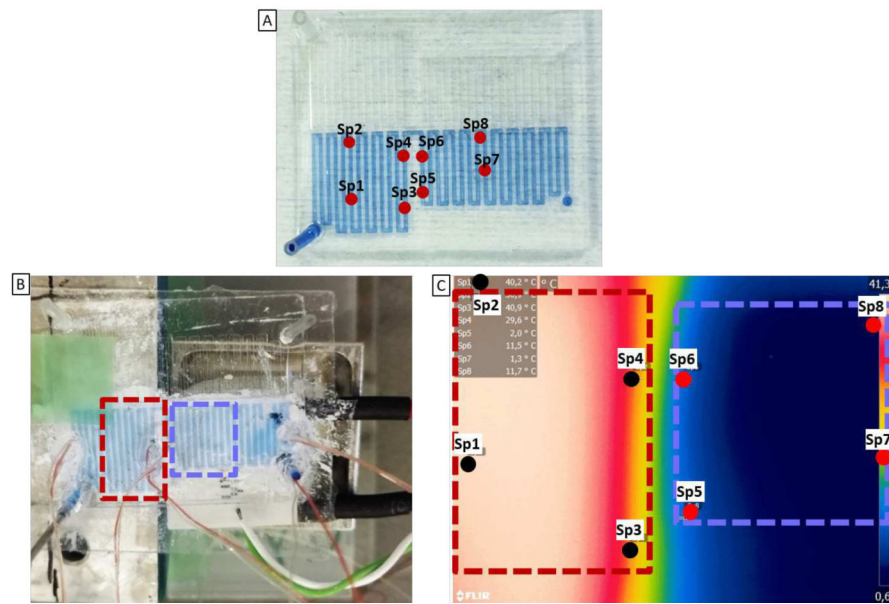 A
Sp2
Sp8
Sp4
Sp6
Sp7
Sp5
Sp1
Sp3
B
C
Sp1 40,2 ° C
° C
41,3
Sp2
Sp3 40,9 ° C
Sp4 29,6 ° C
Sp5 2,0 ° C
Sp6 11,5 ° C
Sp7 1,3 ° C
Sp8 11,7 ° C
Sp8
Sp4
Sp6
Sp1
Sp7
Sp5
Sp3
FLIR
0,6